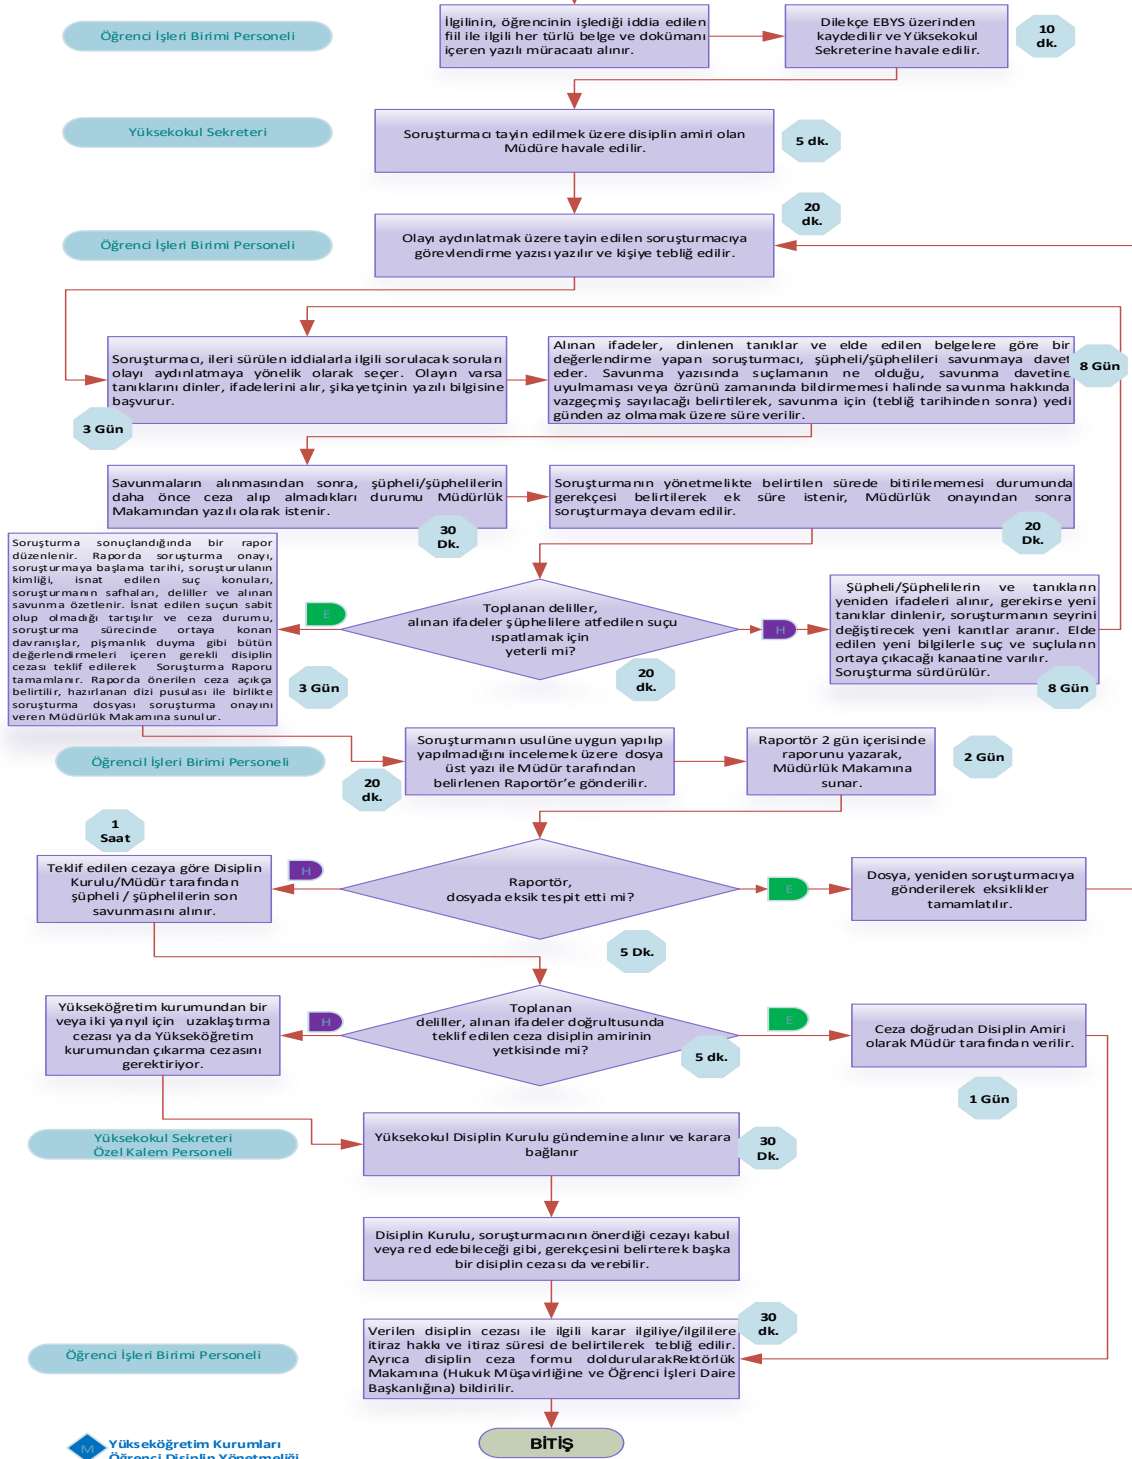 Öğrenci İşleri Birimi Personeli
İlgilinin, öğrencinin işlediği iddia edilen
fiil ile ilgili her türlü belge ve dokümanı
içeren yazılı müracaatı alınır.
Dilekçe EBYS üzerinden
kaydedilir ve Yüksekokul
Sekreterine havale edilir.
10
dk.
Yüksekokul Sekreteri
Soruşturmacı tayin edilmek üzere disiplin amiri olan
Müdüre havale edilir.
5 dk.
20
dk.
Öğrenci İşleri Birimi Personeli
Olayı aydınlatmak üzere tayin edilen soruşturmacıya
görevlendirme yazısı yazılır ve kişiye tebliğ edilir.
Soruşturmacı, ileri sürülen iddialarla ilgili sorulacak soruları
olayı aydınlatmaya yönelik olarak seçer. Olayın varsa
tanıklarını dinler, ifadelerini alır, şikayetçinin yazılı bilgisine
başvurur.
3 Gün
Alınan ifadeler, dinlenen tanıklar ve elde edilen belgelere göre bir
değerlendirme yapan soruşturmacı, şüpheli/şüphelileri savunmaya davet
eder. Savunma yazısında suçlamanın ne olduğu, savunma davetine
uyulmaması veya özrünü zamanında bildirmemesi halinde savunma hakkında
vazgeçmiş sayılacağı belirtilerek, savunma için (tebliğ tarihinden sonra) yedi
günden az olmamak üzere süre verilir.
8 Gün
Savunmaların alınmasından sonra, şüpheli/şüphelilerin
daha önce ceza alıp almadıkları durumu Müdürlük
Makamından yazılı olarak istenir.
30
Dk.
Soruşturmanın yönetmelikte belirtilen sürede bitirilememesi durumunda
gerekçesi belirtilerek ek süre istenir, Müdürlük onayından sonra
soruşturmaya devam edilir.
20
Dk.
Soruşturma sonuçlandığında bir rapor
düzenlenir. Raporda soruşturma onayı,
soruşturmaya başlama tarihi, soruşturulanın
kimliği, isnat edilen suç konuları,
soruşturmanın safhaları, deliller ve alınan
savunma özetlenir. İsnat edilen suçun sabit
olup olmadığı tartışılır ve ceza durumu,
soruşturma sürecinde ortaya konan
davranışlar, pişmanlık duyma gibi bütün
değerlendirmeleri içeren gerekli disiplin
cezası teklif edilerek Soruşturma Raporu
tamamlanır. Raporda önerilen ceza açıkça
belirtilir, hazırlanan dizi pusulası ile birlikte
soruşturma dosyası soruşturma onayını
veren Müdürlük Makamına sunulur.
3 Gün
E
Toplanan deliller,
alınan ifadeler şüphelilere atfedilen suçu
ıspatlamak için
yeterli mi?
20
dk.
H
Şüpheli/Şüphelilerin ve tanıkların
yeniden ifadeleri alınır, gerekirse yeni
tanıklar dinlenir, soruşturmanın seyrini
değiştirecek yeni kanıtlar aranır. Elde
edilen yeni bilgilerle suç ve suçluların
ortaya çıkacağı kanaatine varılır.
Soruşturma sürdürülür.
8 Gün
Öğrencil İşleri Birimi Personeli
20
dk.
Soruşturmanın usulüne uygun yapılıp
yapılmadığını incelemek üzere dosya
üst yazı ile Müdür tarafından
belirlenen Raportör’e gönderilir.
Raportör 2 gün içerisinde
raporunu yazarak,
Müdürlük Makamına
sunar.
2 Gün
1
Saat
Teklif edilen cezaya göre Disiplin
Kurulu/Müdür tarafından
şüpheli / şüphelilerin son
savunmasını alınır.
H
Raportör,
dosyada eksik tespit etti mi?
5 Dk.
E
Dosya, yeniden soruşturmacıya
gönderilerek eksiklikler
tamamlatılır.
Yükseköğretim kurumundan bir
veya iki yarıyıl için uzaklaştırma
cezası ya da Yükseköğretim
kurumundan çıkarma cezasını
gerektiriyor.
H
Toplanan
deliller, alınan ifadeler doğrultusunda
teklif edilen ceza disiplin amirinin
yetkisinde mi?
5 dk.
E
Ceza doğrudan Disiplin Amiri
olarak Müdür tarafından verilir.
1 Gün
Yüksekokul Sekreteri
Özel Kalem Personeli
Yüksekokul Disiplin Kurulu gündemine alınır ve karara
bağlanır
30
Dk.
Disiplin Kurulu, soruşturmacının önerdiği cezayı kabul
veya red edebileceği gibi, gerekçesini belirterek başka
bir disiplin cezası da verebilir.
30
dk.
Öğrenci İşleri Birimi Personeli
Verilen disiplin cezası ile ilgili karar ilgiliye/ilgililere
itiraz hakkı ve itiraz süresi de belirtilerek tebliğ edilir.
Ayrıca disiplin ceza formu doldurularakRektörlük
Makamına (Hukuk Müşavirliğine ve Öğrenci İşleri Daire
Başkanlığına) bildirilir.
BİTİŞ
M
Yükseköğretim Kurumları
Öğrenci Disiplin Yönetmeliği